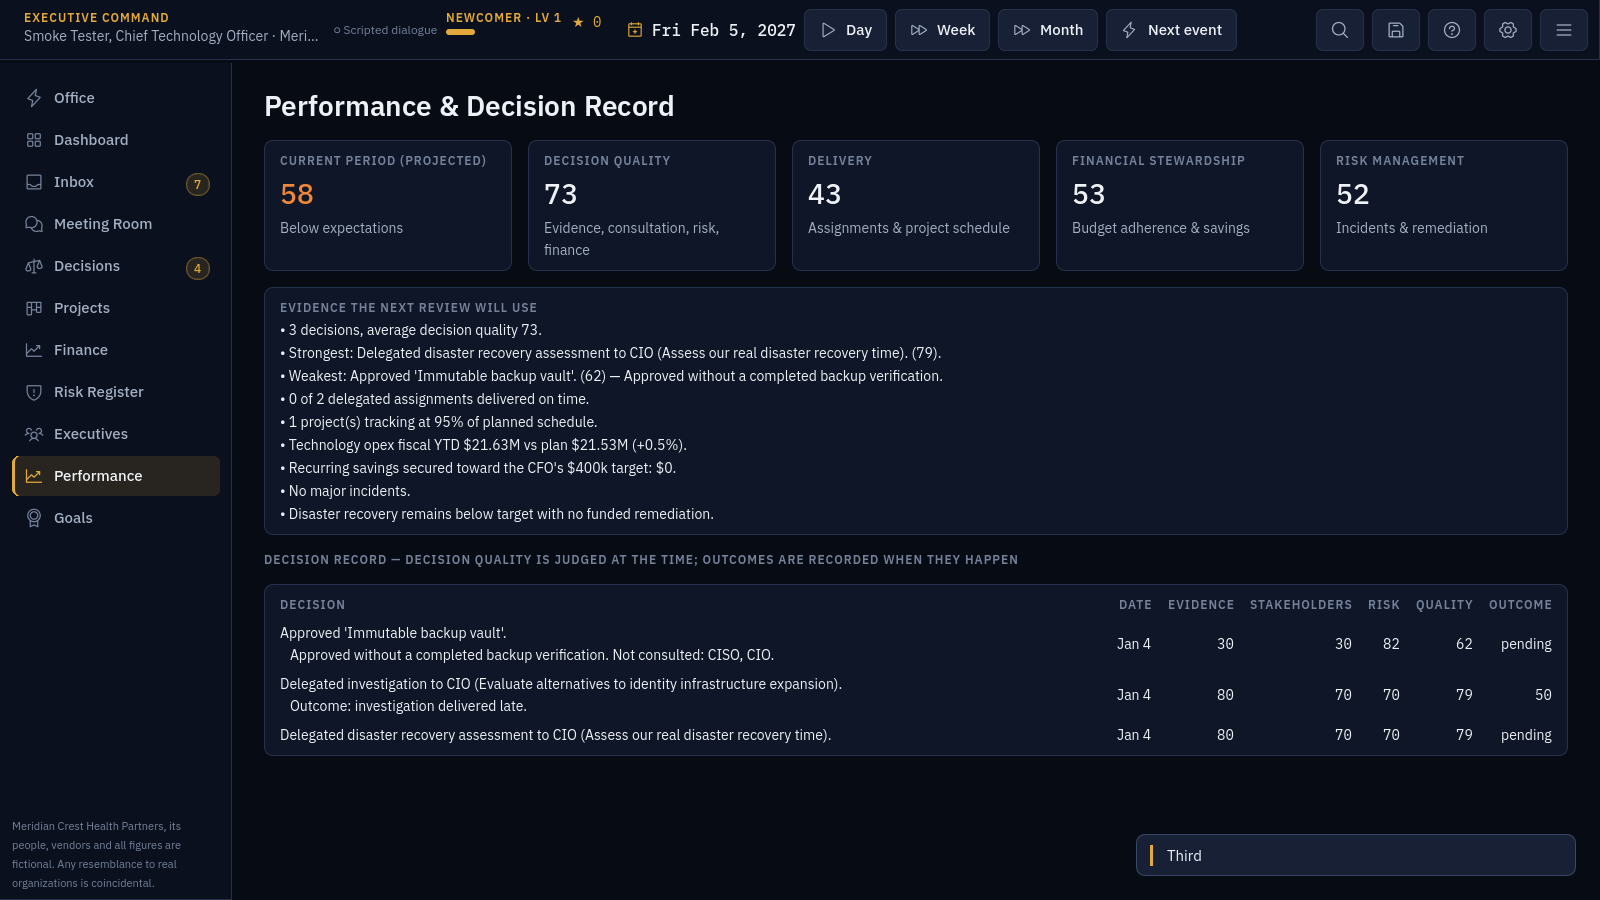 EXECUTIVE COMMAND
Smoke Tester, Chief Technology Officer · Meri...
Scripted dialogue
NEWCOMER · LV 1
★ 0
Fri Feb 5, 2027
Day
Week
Month
Next event
Office
Dashboard
Inbox
7
Meeting Room
Decisions
4
Projects
Finance
Risk Register
Executives
Performance
Goals
Meridian Crest Health Partners, its
people, vendors and all figures are
fictional. Any resemblance to real
organizations is coincidental.
Performance & Decision Record
CURRENT PERIOD (PROJECTED)
58
Below expectations
DECISION QUALITY
73
Evidence, consultation, risk,
finance
DELIVERY
43
Assignments & project schedule
FINANCIAL STEWARDSHIP
53
Budget adherence & savings
RISK MANAGEMENT
52
Incidents & remediation
EVIDENCE THE NEXT REVIEW WILL USE
• 3 decisions, average decision quality 73.
• Strongest: Delegated disaster recovery assessment to CIO (Assess our real disaster recovery time). (79).
• Weakest: Approved 'Immutable backup vault'. (62) — Approved without a completed backup verification.
• 0 of 2 delegated assignments delivered on time.
• 1 project(s) tracking at 95% of planned schedule.
• Technology opex fiscal YTD $21.63M vs plan $21.53M (+0.5%).
• Recurring savings secured toward the CFO's $400k target: $0.
• No major incidents.
• Disaster recovery remains below target with no funded remediation.
DECISION RECORD — DECISION QUALITY IS JUDGED AT THE TIME; OUTCOMES ARE RECORDED WHEN THEY HAPPEN
DECISION DATE EVIDENCE STAKEHOLDERS RISK QUALITY OUTCOME
Approved 'Immutable backup vault'.
Approved without a completed backup verification. Not consulted: CISO, CIO.
Jan 4 30 30 82 62 pending
Delegated investigation to CIO (Evaluate alternatives to identity infrastructure expansion).
Outcome: investigation delivered late.
Jan 4 80 70 70 79 50
Delegated disaster recovery assessment to CIO (Assess our real disaster recovery time).
Jan 4 80 70 70 79 pending
Third